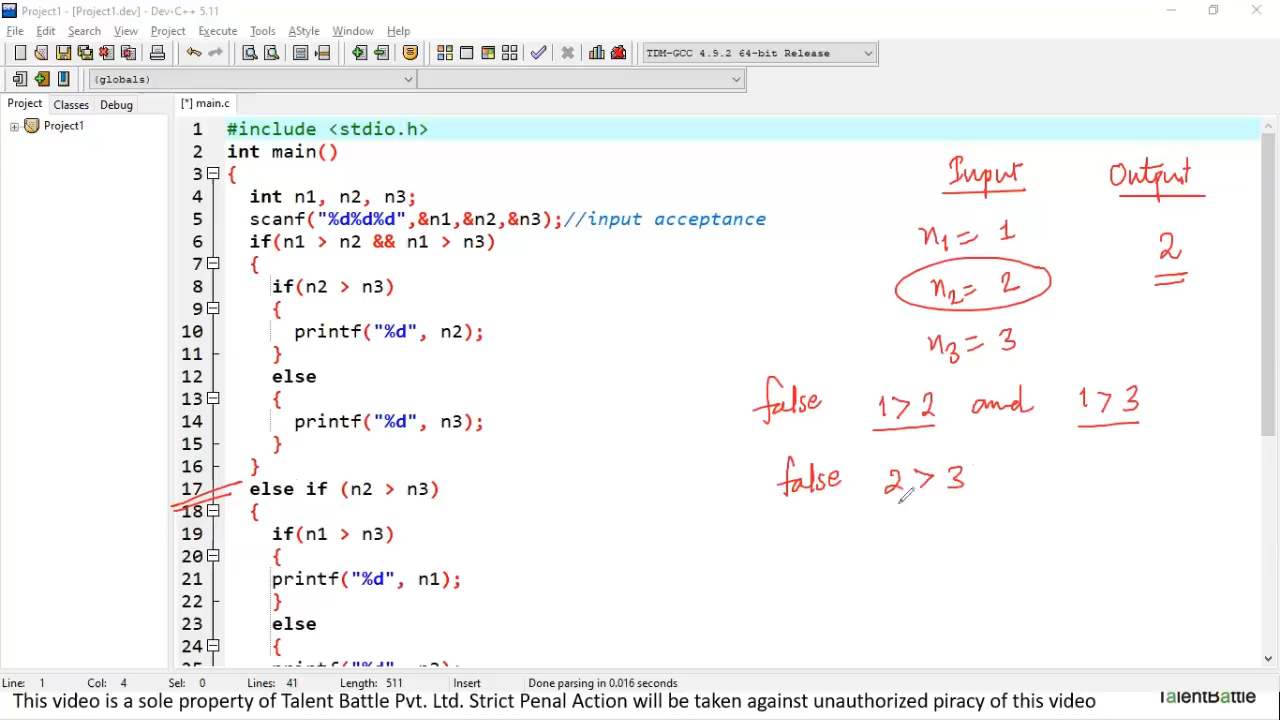 Project1 - [Project1.dev] - Dev-C++ 5.11
File Edit Search View Project Execute Tools AStyle Window Help
TDM-GCC 4.9.2 64-bit Release
(globals)
Project Classes Debug
[*] main.c
Project1
1 #include <stdio.h>
2 int main()
3 {
4 int n1, n2, n3;
5 scanf("%d%d%d",&n1,&n2,&n3);//input acceptance
6 if(n1 > n2 && n1 > n3)
7 {
8 if(n2 > n3)
9 {
10 printf("%d", n2);
11 }
12 else
13 {
14 printf("%d", n3);
15 }
16 }
17 else if (n2 > n3)
18 {
19 if(n1 > n3)
20 {
21 printf("%d", n1);
22 }
23 else
24 {
Input Output
n1 = 1
2
n2 = 2
n3 = 3
false 1 > 2 and 1 > 3
false 2 > 3
Line: 1 Col: 4 Sel: 0 Lines: 41 Length: 511 Insert Done parsing in 0.016 seconds
This video is a sole property of Talent Battle Pvt. Ltd. Strict Penal Action will be taken against unauthorized piracy of this video
TalentBattle